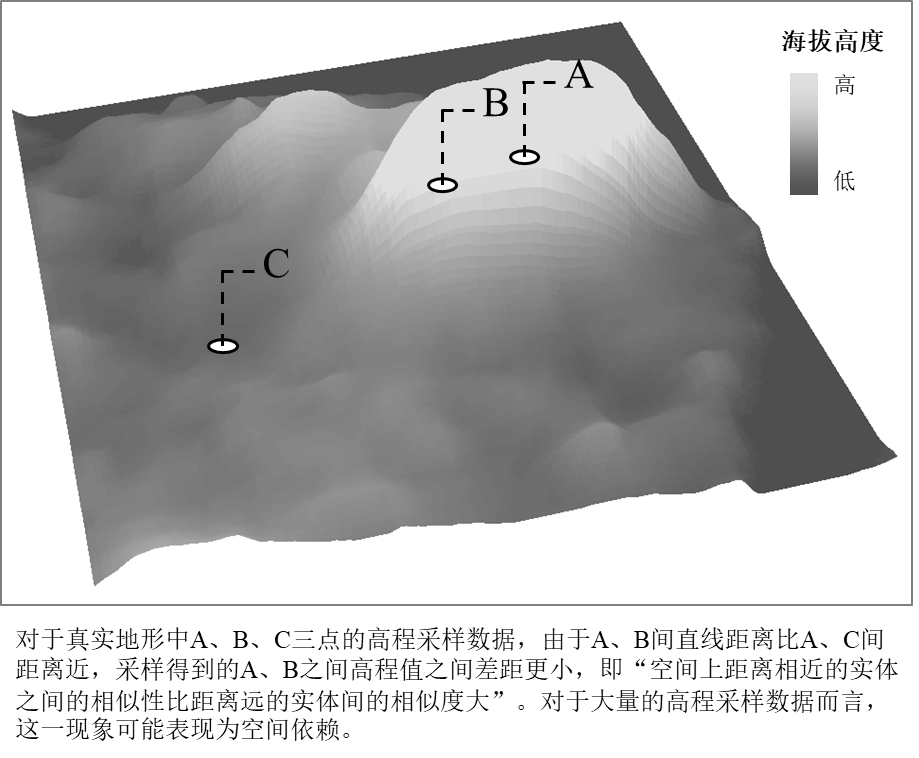 海拔高度
高
低
A
B
C
对于真实地形中A、B、C三点的高程采样数据，由于A、B间直线距离比A、C间
距离近，采样得到的A、B之间高程值之间差距更小，即“空间上距离相近的实体
之间的相似性比距离远的实体间的相似度大”。对于大量的高程采样数据而言，
这一现象可能表现为空间依赖。